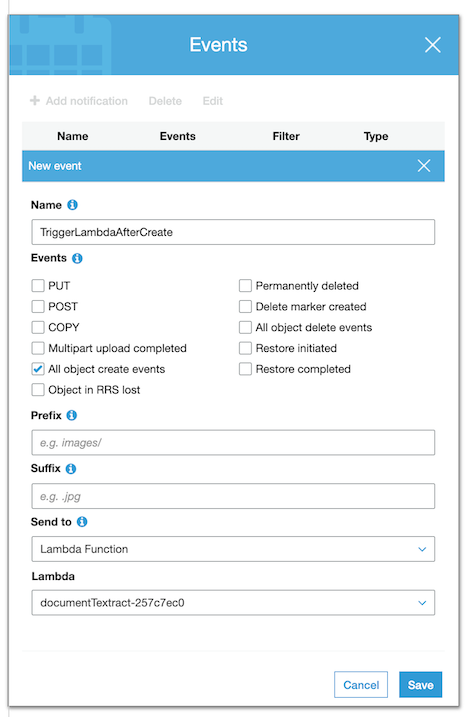 Events
Add notification Delete Edit
Name Events Filter Type
New event
Name
TriggerLambdaAfterCreate
Events
PUT Permanently deleted
POST Delete marker created
COPY All object delete events
Multipart upload completed Restore initiated
All object create events Restore completed
Object in RRS lost
Prefix
e.g. images/
Suffix
e.g. .jpg
Send to
Lambda Function
Lambda
documentTextract-257c7ec0
Cancel Save